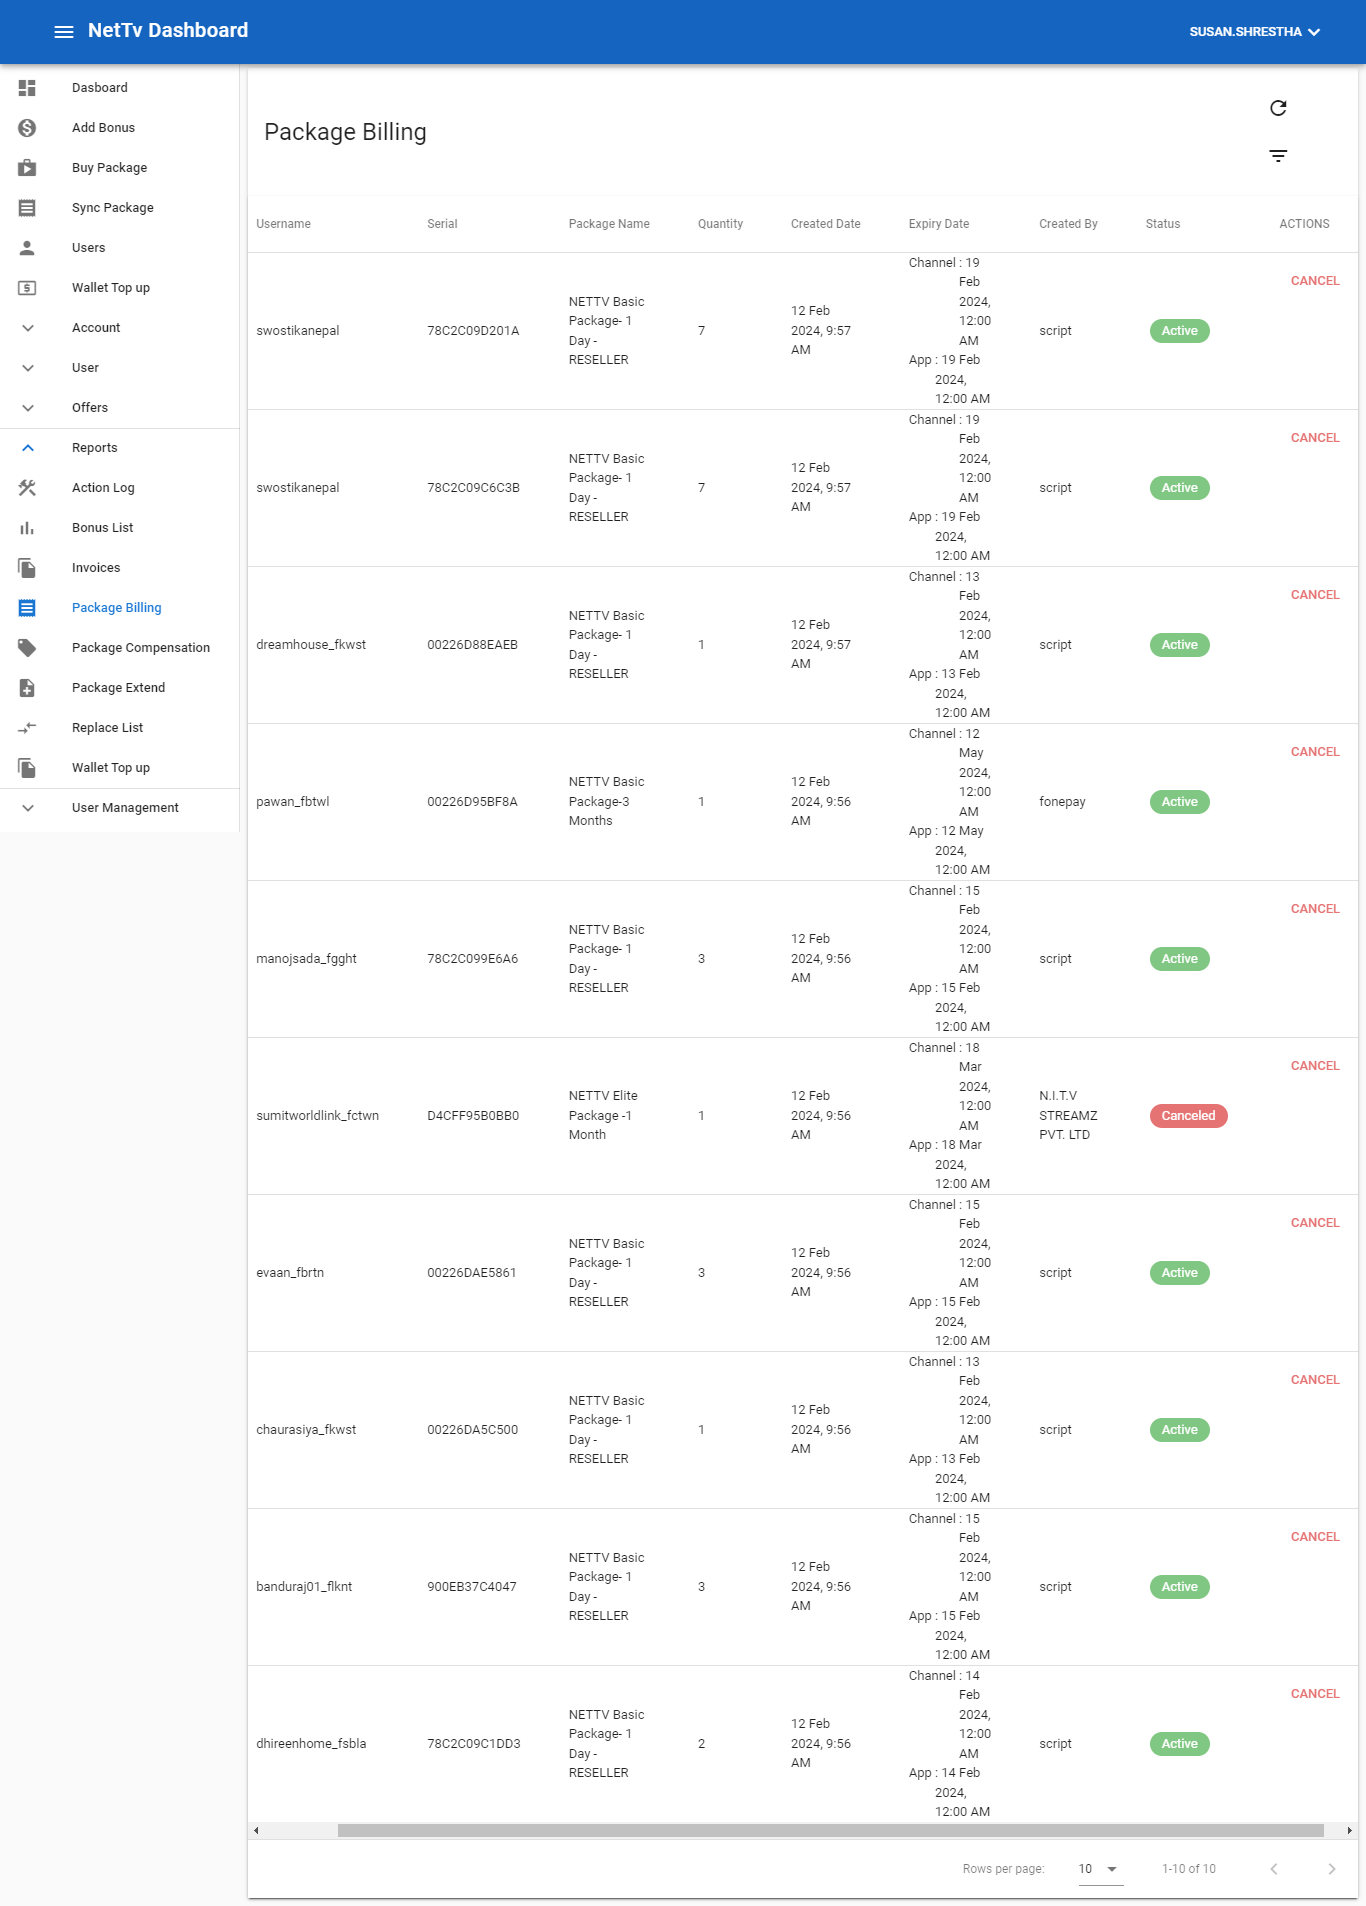 NetTv Dashboard
SUSAN.SHRESTHA
Dasboard
Add Bonus
Buy Package
Sync Package
Users
Wallet Top up
Account
User
Offers
Reports
Action Log
Bonus List
Invoices
Package Billing
Package Compensation
Package Extend
Replace List
Wallet Top up
User Management
Package Billing
Username Serial Package Name Quantity Created Date Expiry Date Created By Status ACTIONS
swostikanepal
78C2C09D201A
NETTV Basic
Package- 1
Day -
RESELLER
7
12 Feb
2024, 9:57
AM
Channel : 19
Feb
2024,
12:00
AM
App : 19 Feb
2024,
12:00 AM
script
Active
CANCEL
swostikanepal
78C2C09C6C3B
NETTV Basic
Package- 1
Day -
RESELLER
7
12 Feb
2024, 9:57
AM
Channel : 19
Feb
2024,
12:00
AM
App : 19 Feb
2024,
12:00 AM
script
Active
CANCEL
dreamhouse_fkwst
00226D88EAEB
NETTV Basic
Package- 1
Day -
RESELLER
1
12 Feb
2024, 9:57
AM
Channel : 13
Feb
2024,
12:00
AM
App : 13 Feb
2024,
12:00 AM
script
Active
CANCEL
pawan_fbtwl
00226D95BF8A
NETTV Basic
Package-3
Months
1
12 Feb
2024, 9:56
AM
Channel : 12
May
2024,
12:00
AM
App : 12 May
2024,
12:00 AM
fonepay
Active
CANCEL
manojsada_fgght
78C2C099E6A6
NETTV Basic
Package- 1
Day -
RESELLER
3
12 Feb
2024, 9:56
AM
Channel : 15
Feb
2024,
12:00
AM
App : 15 Feb
2024,
12:00 AM
script
Active
CANCEL
sumitworldlink_fctwn
D4CFF95B0BB0
NETTV Elite
Package -1
Month
1
12 Feb
2024, 9:56
AM
Channel : 18
Mar
2024,
12:00
AM
App : 18 Mar
2024,
12:00 AM
N.I.T.V
STREAMZ
PVT. LTD
Canceled
CANCEL
evaan_fbrtn
00226DAE5861
NETTV Basic
Package- 1
Day -
RESELLER
3
12 Feb
2024, 9:56
AM
Channel : 15
Feb
2024,
12:00
AM
App : 15 Feb
2024,
12:00 AM
script
Active
CANCEL
chaurasiya_fkwst
00226DA5C500
NETTV Basic
Package- 1
Day -
RESELLER
1
12 Feb
2024, 9:56
AM
Channel : 13
Feb
2024,
12:00
AM
App : 13 Feb
2024,
12:00 AM
script
Active
CANCEL
banduraj01_flknt
900EB37C4047
NETTV Basic
Package- 1
Day -
RESELLER
3
12 Feb
2024, 9:56
AM
Channel : 15
Feb
2024,
12:00
AM
App : 15 Feb
2024,
12:00 AM
script
Active
CANCEL
dhireenhome_fsbla
78C2C09C1DD3
NETTV Basic
Package- 1
Day -
RESELLER
2
12 Feb
2024, 9:56
AM
Channel : 14
Feb
2024,
12:00
AM
App : 14 Feb
2024,
12:00 AM
script
Active
CANCEL
Rows per page: 10 1-10 of 10